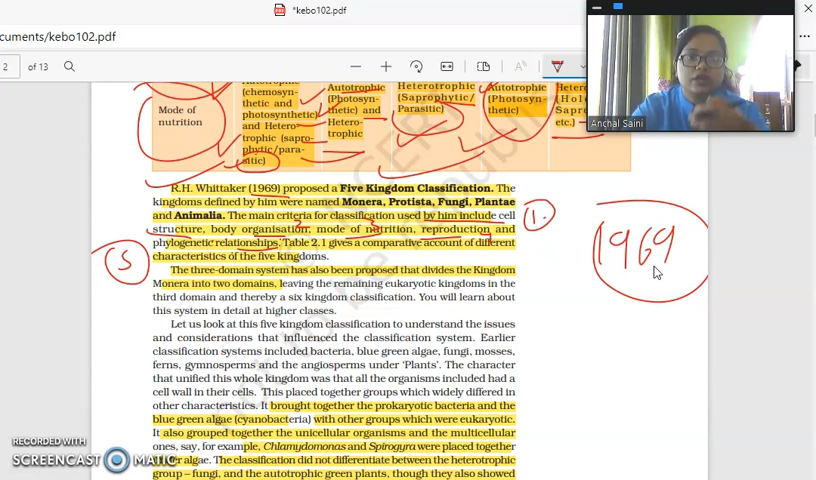 *kebo102.pdf
cuments/kebo102.pdf
2 of 13
Mode of
nutrition
Autotrophic
(chemosyn-
thetic and
photosynthetic)
and Hetero-
trophic (sapro-
phytic/para-
sitic)
Autotrophic
(Photosyn-
thetic) and
Hetero-
trophic
Heterotrophic
(Saprophytic/
Parasitic)
Autotrophic
(Photosyn-
thetic)
etc.)
Anchal Saini
R.H. Whittaker (1969) proposed a Five Kingdom Classification. The
kingdoms defined by him were named Monera, Protista, Fungi, Plantae
and Animalia. The main criteria for classification used by him include cell
structure, body organisation, mode of nutrition, reproduction and
phylogenetic relationships. Table 2.1 gives a comparative account of different
characteristics of the five kingdoms.
1.
2
3
4
5
1969
The three-domain system has also been proposed that divides the Kingdom
Monera into two domains, leaving the remaining eukaryotic kingdoms in the
third domain and thereby a six kingdom classification. You will learn about
this system in detail at higher classes.
Let us look at this five kingdom classification to understand the issues
and considerations that influenced the classification system. Earlier
classification systems included bacteria, blue green algae, fungi, mosses,
ferns, gymnosperms and the angiosperms under 'Plants'. The character
that unified this whole kingdom was that all the organisms included had a
cell wall in their cells. This placed together groups which widely differed in
other characteristics. It brought together the prokaryotic bacteria and the
blue green algae (cyanobacteria) with other groups which were eukaryotic.
It also grouped together the unicellular organisms and the multicellular
ones, say, for example, Chlamydomonas and Spirogyra were placed together
algae. The classification did not differentiate between the heterotrophic
group – fungi, and the autotrophic green plants, though they also showed
RECORDED WITH
SCREENCAST MATIC